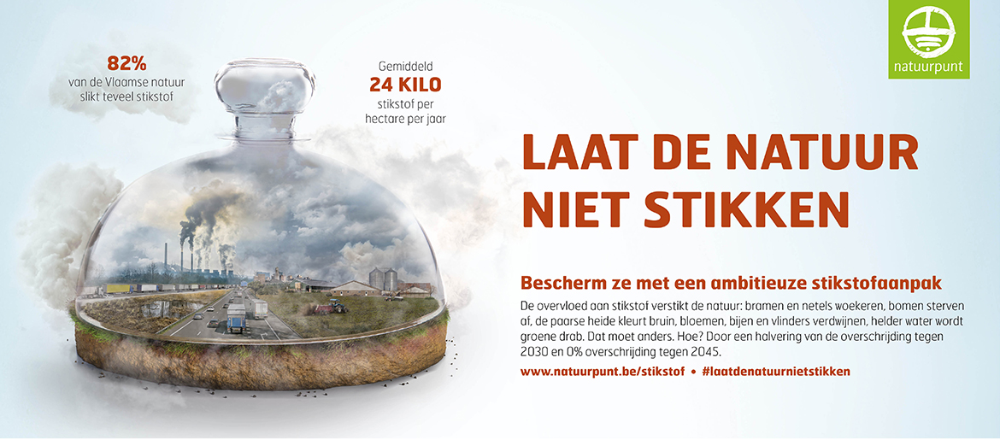 82%
van de Vlaamse natuur
slikt teveel stikstof
Gemiddeld
24 KILO
stikstof per
hectare per jaar
natuurpunt
LAAT DE NATUUR
NIET STIKKEN
Bescherm ze met een ambitieuze stikstofaanpak
De overvloed aan stikstof verstikt de natuur: bramen en netels woekeren, bomen sterven
af, de paarse heide kleurt bruin, bloemen, bijen en vlinders verdwijnen, helder water wordt
groene drab. Dat moet anders. Hoe? Door een halvering van de overschrijding tegen
2030 en 0% overschrijding tegen 2045.
www.natuurpunt.be/stikstof • #laatdenatuurnietstikken